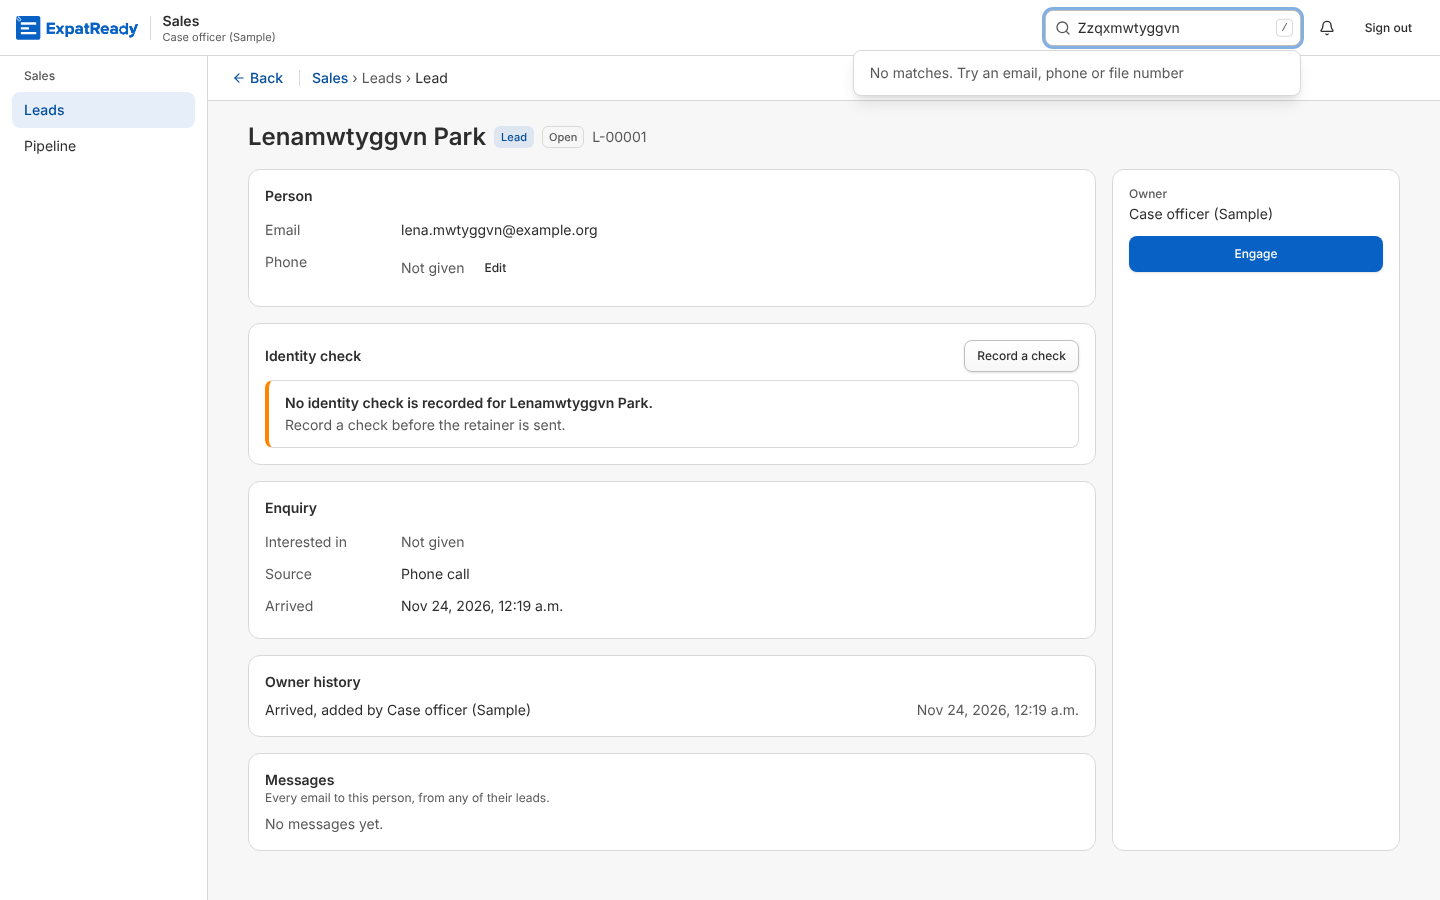 ExpatReady
Sales
Case officer (Sample)
Zzqxmwtyggvn
/
Sign out
No matches. Try an email, phone or file number
Sales
Leads
Pipeline
Back
Sales › Leads › Lead
Lenamwtyggvn Park
Lead
Open
L-00001
Person
Email
lena.mwtyggvn@example.org
Phone
Not given
Edit
Owner
Case officer (Sample)
Engage
Identity check
Record a check
No identity check is recorded for Lenamwtyggvn Park.
Record a check before the retainer is sent.
Enquiry
Interested in
Not given
Source
Phone call
Arrived
Nov 24, 2026, 12:19 a.m.
Owner history
Arrived, added by Case officer (Sample)
Nov 24, 2026, 12:19 a.m.
Messages
Every email to this person, from any of their leads.
No messages yet.